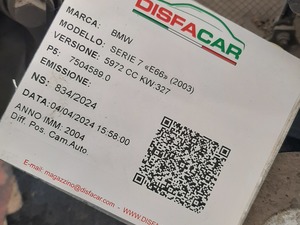 DISFACAR
MARCA: BMW
MODELLO: SERIE 7 «E66» (2003)
VERSIONE: 5972 CC KW:327
P5: 7504589 0
EMISSIONE:
NS: 834/2024
DATA: 04/04/2024 15:58:00
ANNO IMM. 2004
Diff. Pos. Cam.Auto.
E-mail: magazzino@disfacar.com - WWW.DISFA